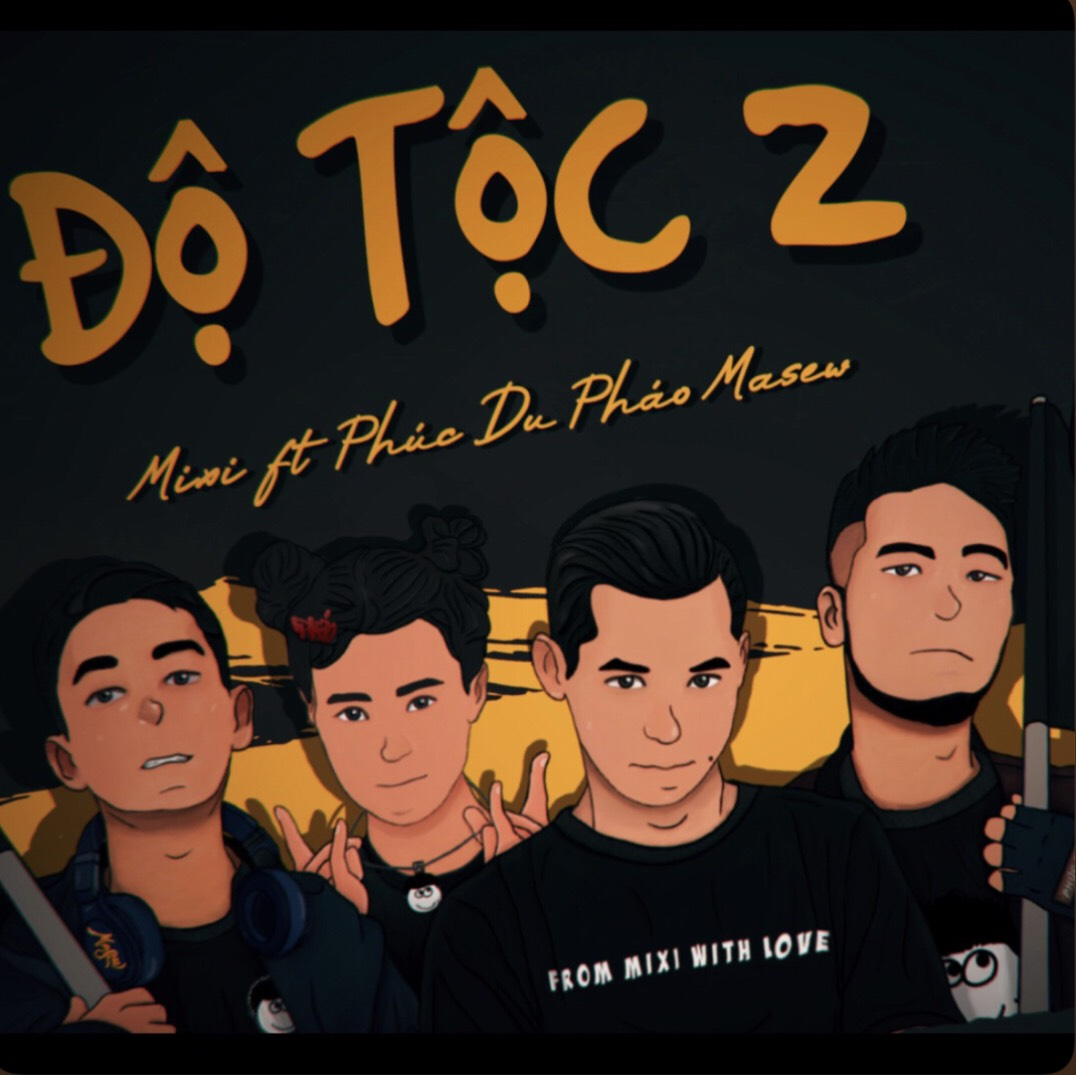 ĐỘ TỘC 2
Mixi ft Phúc Du Pháo Masew
FROM MIXI WITH LOVE